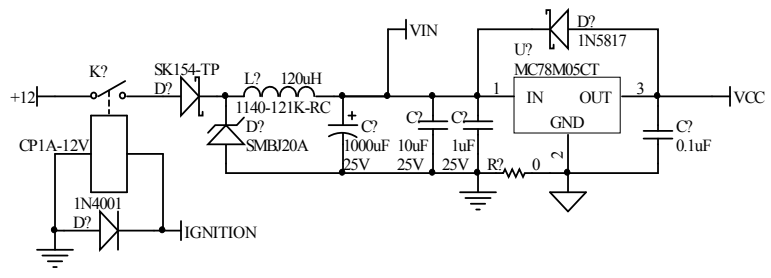 VIN
D?
1N5817
U?
MC78M05CT
K?
SK154-TP
L?
120uH
+12
D?
1140-121K-RC
1
IN
OUT
3
VCC
GND
D?
SMBJ20A
+
C?
1000uF
25V
C?
10uF
25V
C?
1uF
25V
R?
0
2
C?
0.1uF
CP1A-12V
1N4001
D?
IGNITION